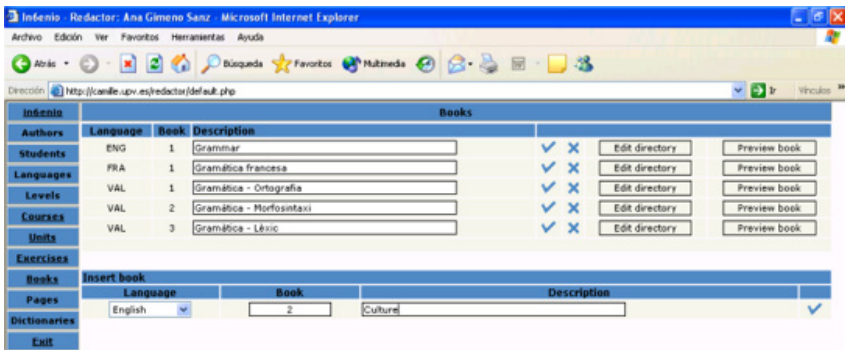 In6enio - Redactor: Ana Gimeno Sanz - Microsoft Internet Explorer
Archivo Edición Ver Favoritos Herramientas Ayuda
Atrás Búsqueda Favoritos Multimedia
Dirección http://camille.upv.es/redactor/default.php Ir Vínculos »
In6enio Books
Authors Language Book Description
Students ENG 1 Grammar Edit directory Preview book
Languages FRA 1 Gramática francesa Edit directory Preview book
Levels VAL 1 Gramática - Ortografia Edit directory Preview book
Courses VAL 2 Gramàtica - Morfosintaxi Edit directory Preview book
Units VAL 3 Gramàtica - Lèxic Edit directory Preview book
Exercises
Books Insert book
Pages Language Book Description
Dictionaries English 2 Culture
Exit